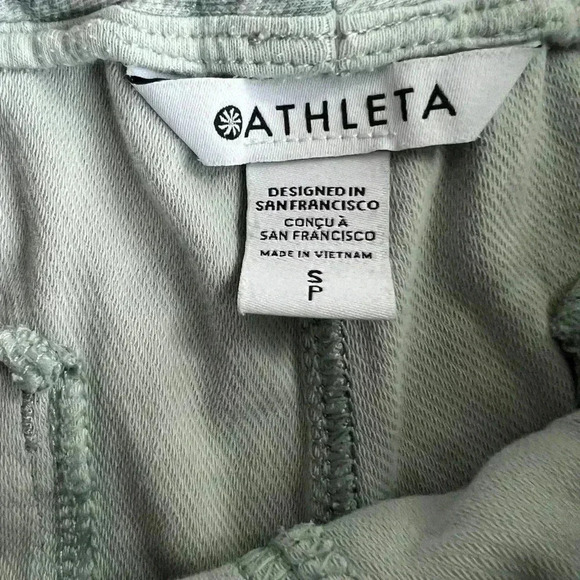 ATHLETA
DESIGNED IN
SAN FRANCISCO
CONÇU À
SAN FRANCISCO
MADE IN VIETNAM
S
P